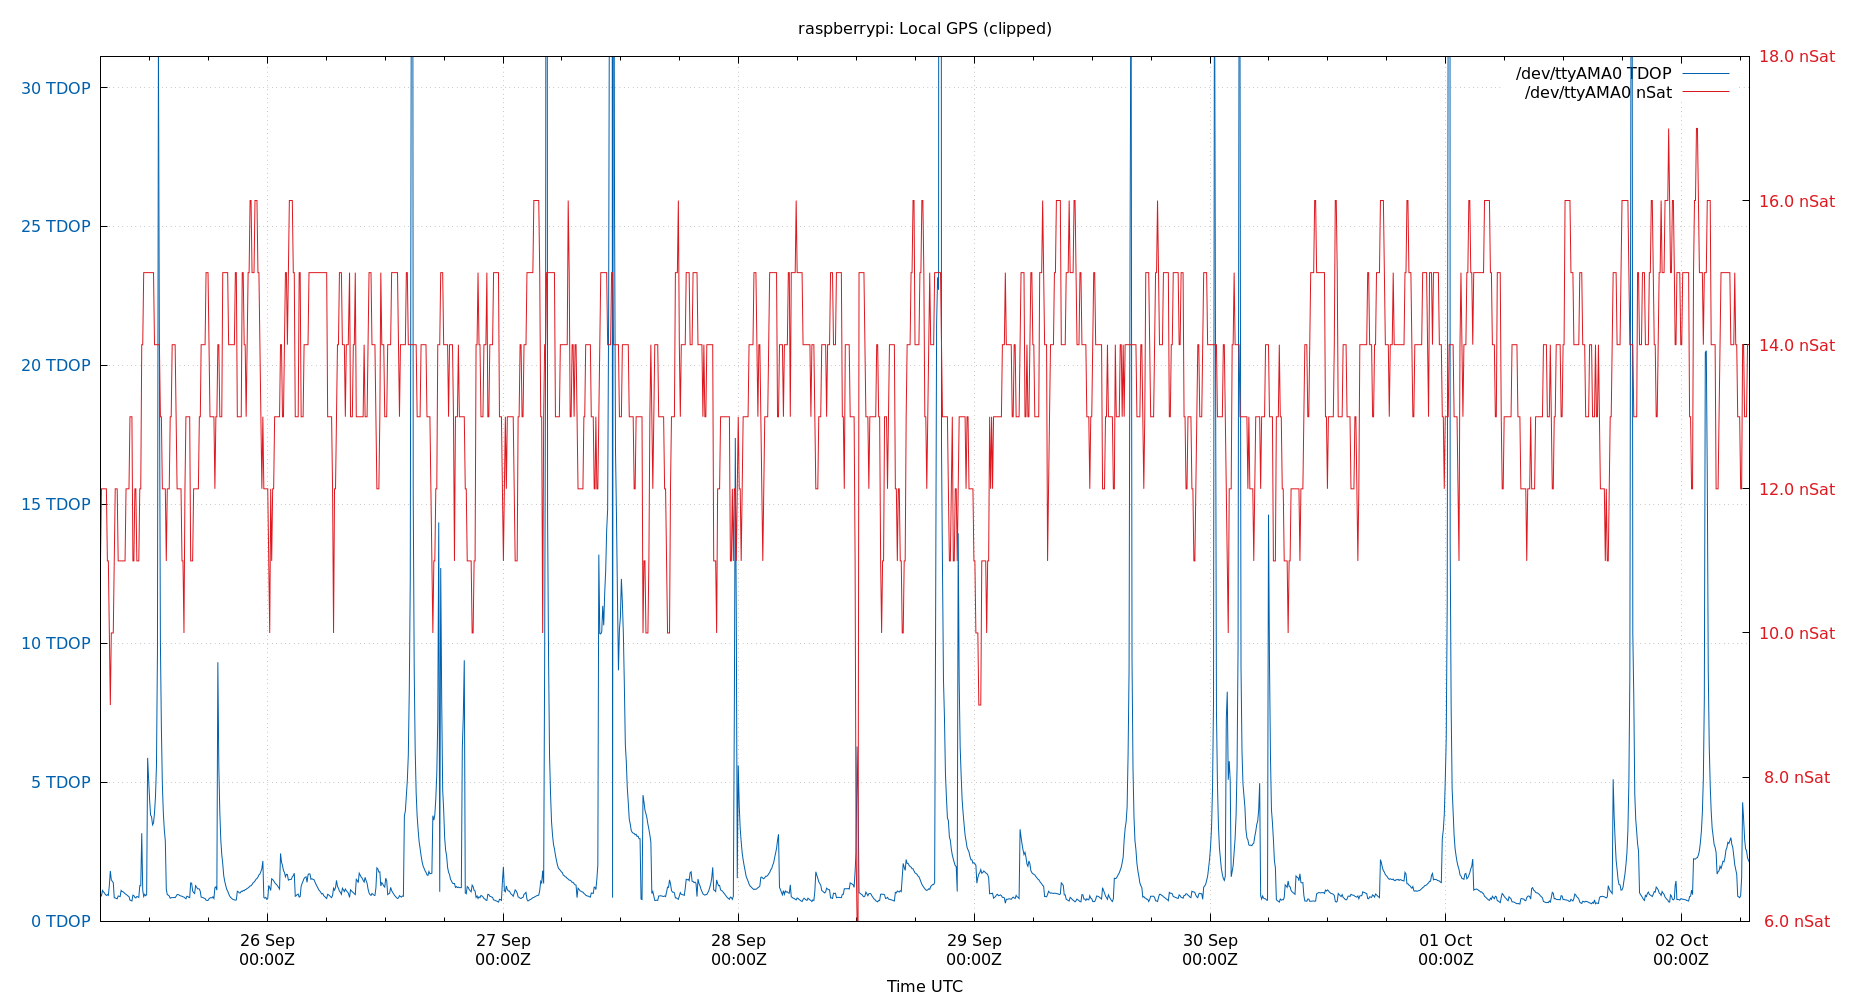 raspberrypi: Local GPS (clipped)
30 TDOP
25 TDOP
20 TDOP
15 TDOP
10 TDOP
5 TDOP
0 TDOP
18.0 nSat
16.0 nSat
14.0 nSat
12.0 nSat
10.0 nSat
8.0 nSat
6.0 nSat
/dev/ttyAMA0 TDOP
/dev/ttyAMA0 nSat
26 Sep
00:00Z
27 Sep
00:00Z
28 Sep
00:00Z
29 Sep
00:00Z
30 Sep
00:00Z
01 Oct
00:00Z
02 Oct
00:00Z
Time UTC